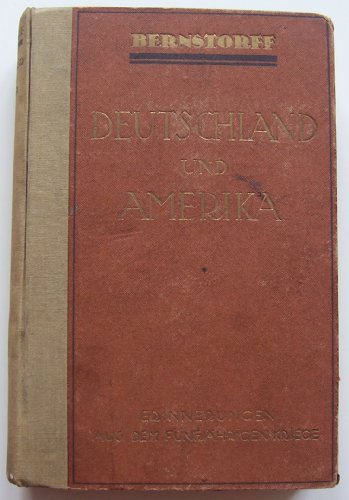 BERNSTORFF
DEUTSCHLAND
UND
AMERIKA
ERINNERUNGEN
AUS DEM FÜNFJÄHRIGEN KRIEGE